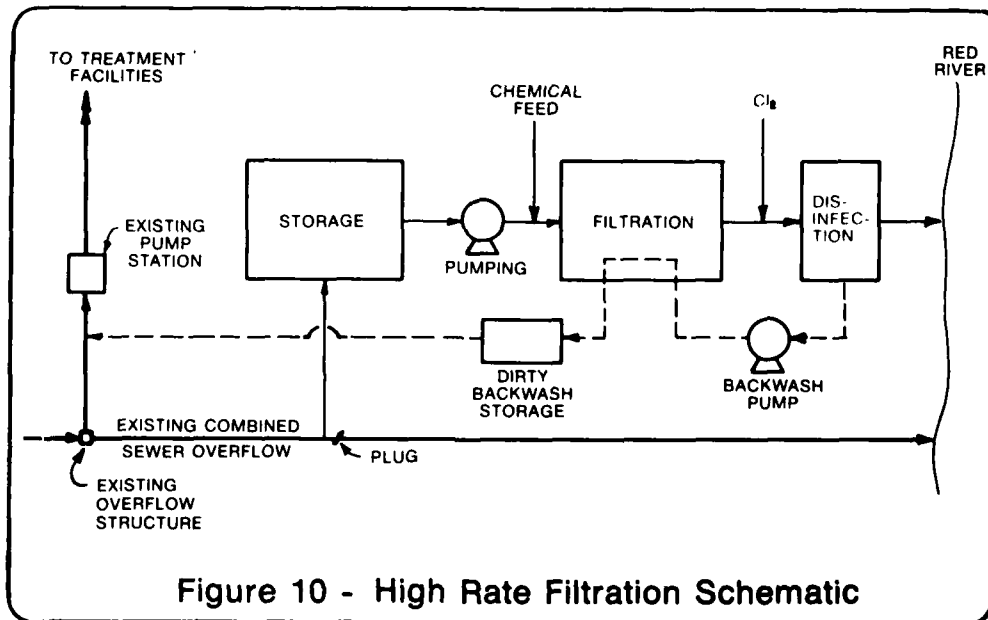 TO TREATMENT
FACILITIES
RED
RIVER
CHEMICAL
FEED
Cl₂
EXISTING
PUMP
STATION
STORAGE
PUMPING
FILTRATION
DIS-
INFEC-
TION
DIRTY
BACKWASH
STORAGE
BACKWASH
PUMP
EXISTING COMBINED
SEWER OVERFLOW
PLUG
EXISTING
OVERFLOW
STRUCTURE
Figure 10 - High Rate Filtration Schematic